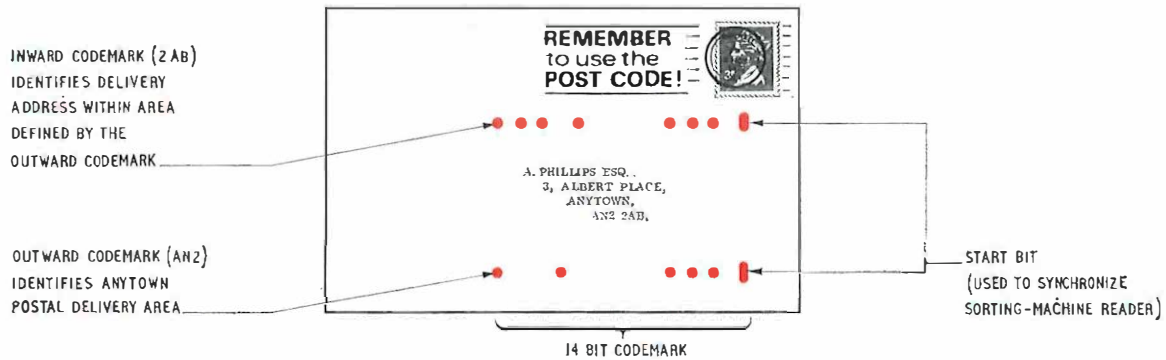 INWARD CODEMARK (2AB)
IDENTIFIES DELIVERY
ADDRESS WITHIN AREA
DEFINED BY THE
OUTWARD CODEMARK
REMEMBER
to use the
POST CODE!
A. PHILLIPS ESQ..
3, ALBERT PLACE,
ANYTOWN,
AN2 2AB,
OUTWARD CODEMARK (AN2)
IDENTIFIES ANYTOWN
POSTAL DELIVERY AREA
START BIT
(USED TO SYNCHRONIZE
SORTING-MACHINE READER)
14 BIT CODEMARK